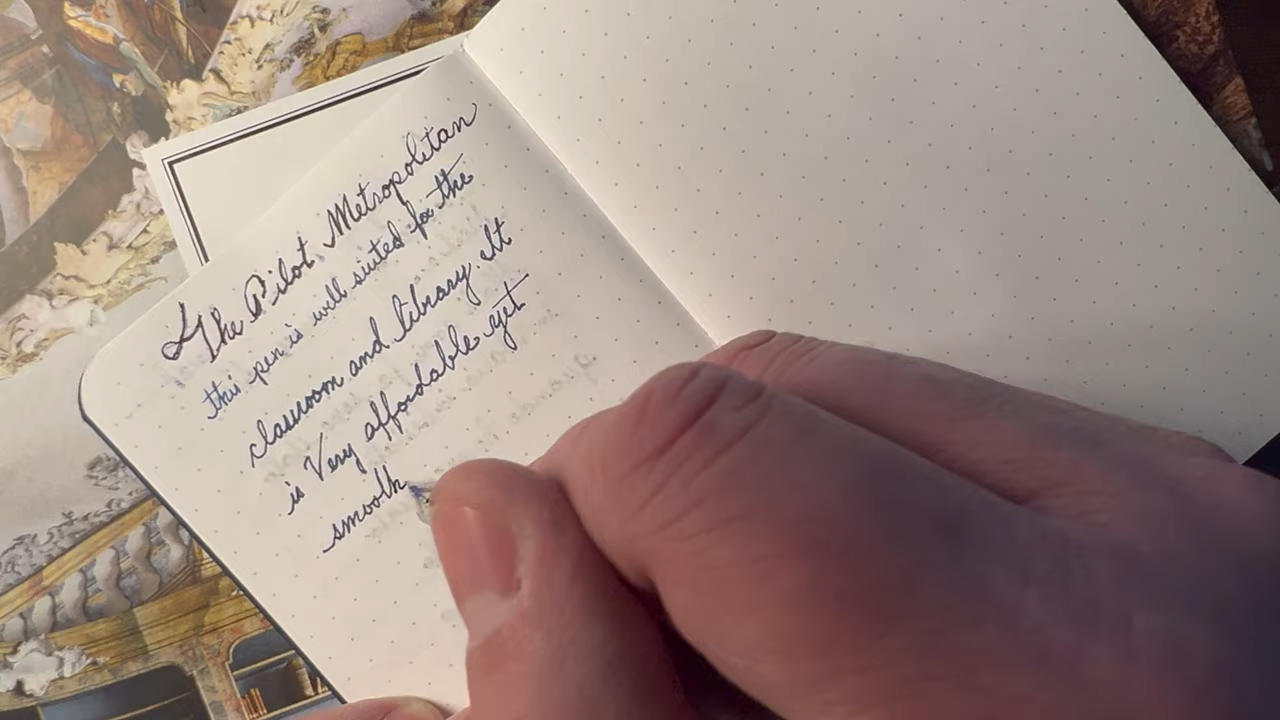 The Pilot Metropolitan
this pen is well suited for the
classroom and library. It
is Very affordable yet
smooth